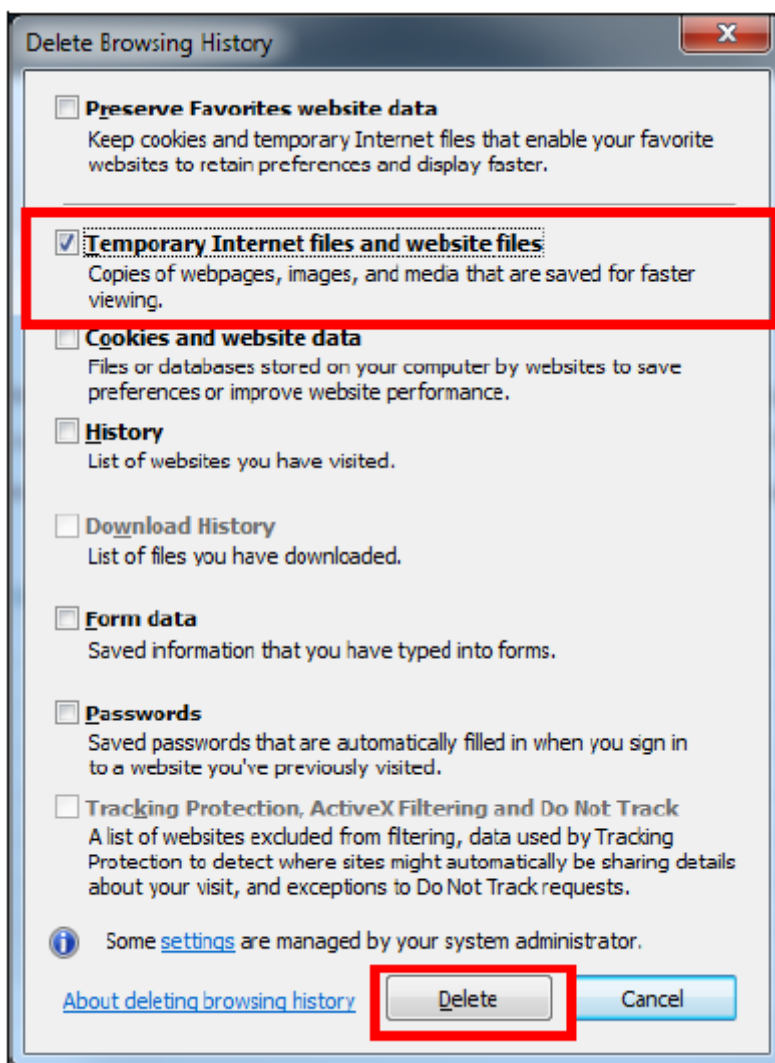 Delete Browsing History
Preserve Favorites website data
Keep cookies and temporary Internet files that enable your favorite
websites to retain preferences and display faster.
Temporary Internet files and website files
Copies of webpages, images, and media that are saved for faster
viewing.
Cookies and website data
Files or databases stored on your computer by websites to save
preferences or improve website performance.
History
List of websites you have visited.
Download History
List of files you have downloaded.
Form data
Saved information that you have typed into forms.
Passwords
Saved passwords that are automatically filled in when you sign in
to a website you've previously visited.
Tracking Protection, ActiveX Filtering and Do Not Track
A list of websites excluded from filtering, data used by Tracking
Protection to detect where sites might automatically be sharing details
about your visit, and exceptions to Do Not Track requests.
Some settings are managed by your system administrator.
About deleting browsing history Delete Cancel